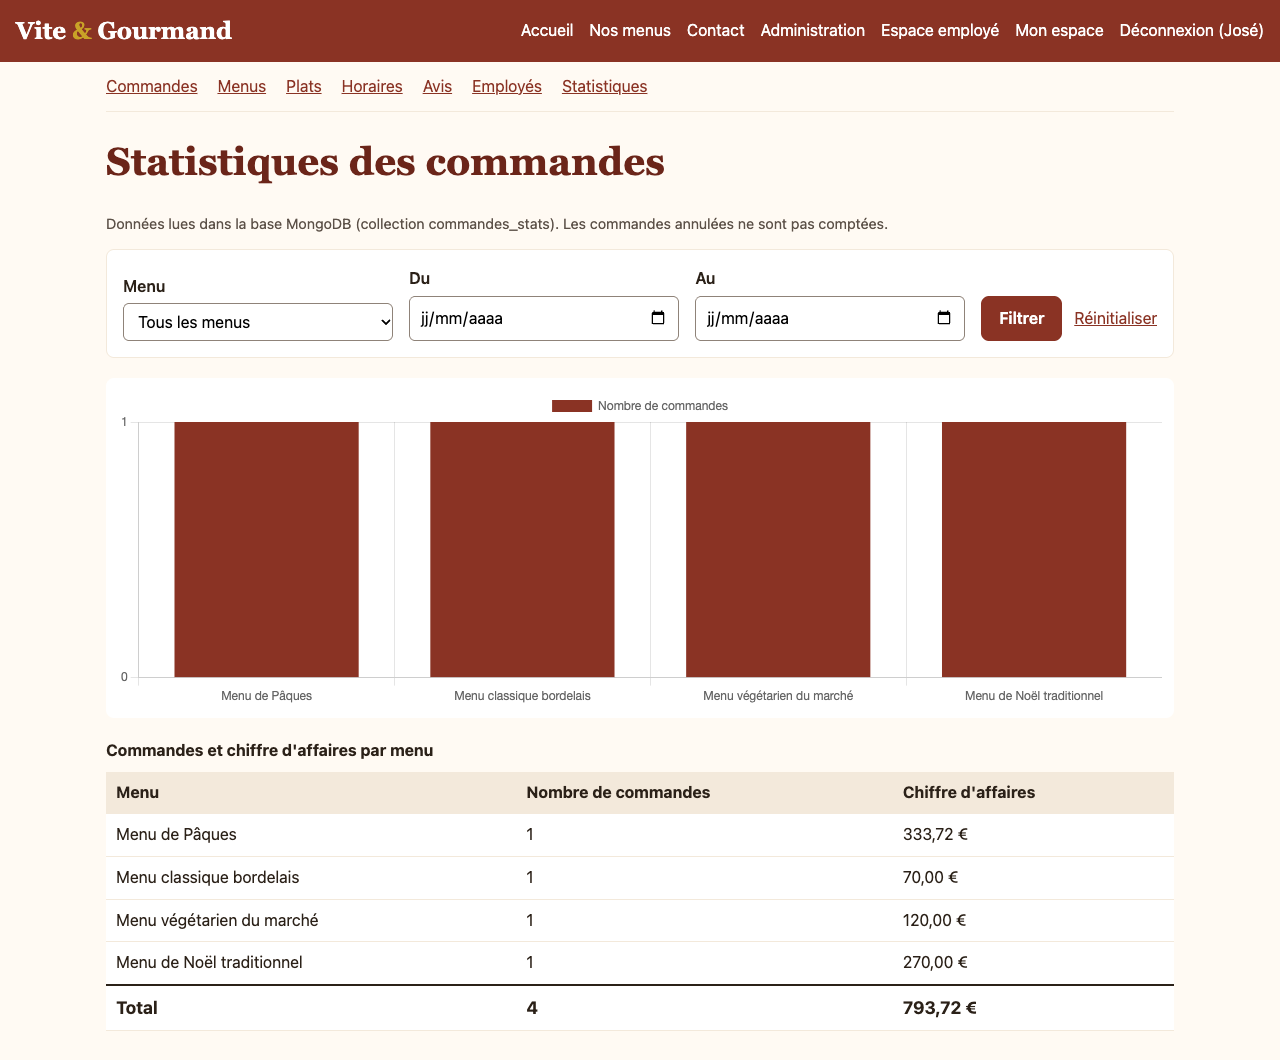 Vite & Gourmand
Accueil Nos menus Contact Administration Espace employé Mon espace Déconnexion (José)
Commandes Menus Plats Horaires Avis Employés Statistiques
Statistiques des commandes
Données lues dans la base MongoDB (collection commandes_stats). Les commandes annulées ne sont pas comptées.
Menu Du Au
Tous les menus jj/mm/aaaa jj/mm/aaaa Filtrer Réinitialiser
Nombre de commandes
1
0
Menu de Pâques Menu classique bordelais Menu végétarien du marché Menu de Noël traditionnel
Commandes et chiffre d'affaires par menu
Menu Nombre de commandes Chiffre d'affaires
Menu de Pâques 1 333,72 €
Menu classique bordelais 1 70,00 €
Menu végétarien du marché 1 120,00 €
Menu de Noël traditionnel 1 270,00 €
Total 4 793,72 €